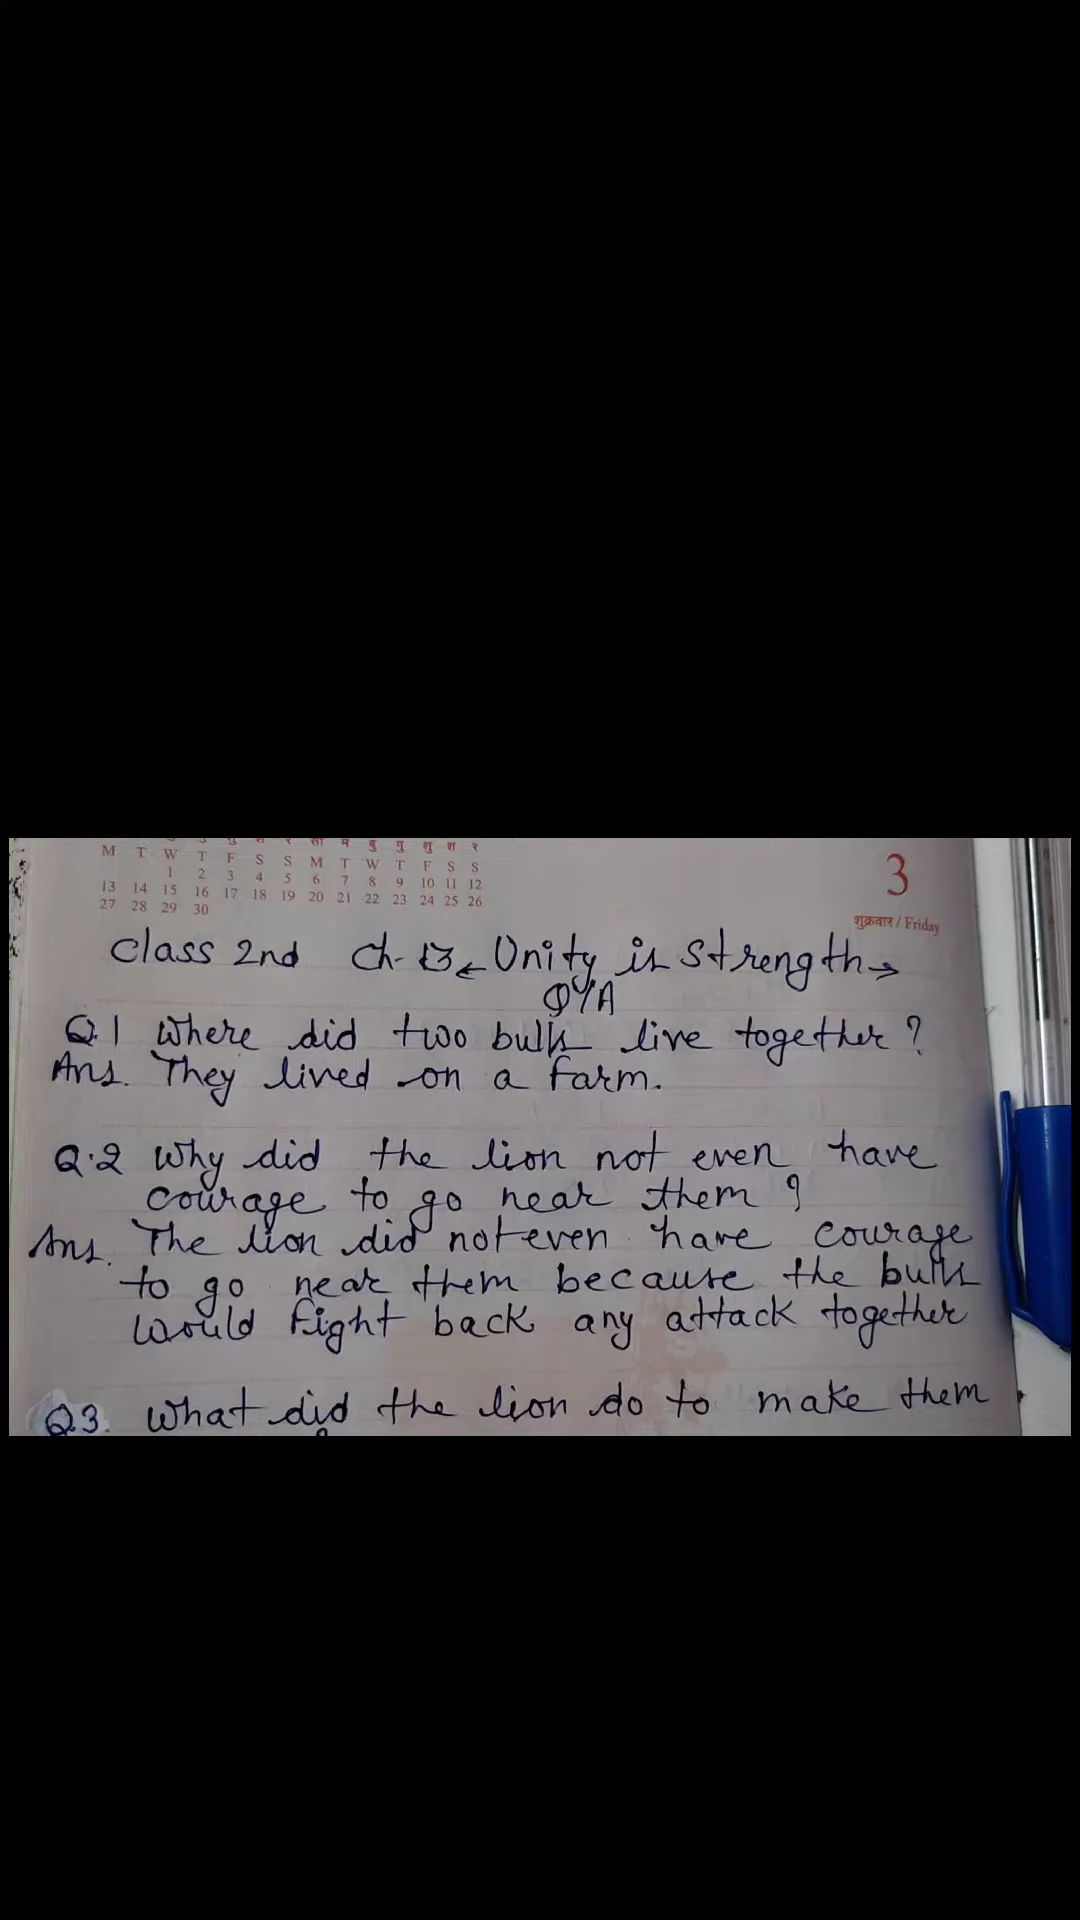 M T W T F S S M T W T F S S
1 2 3 4 5 6 7 8 9 10 11 12
13 14 15 16 17 18 19 20 21 22 23 24 25 26
27 28 29 30
3
शुक्रवार / Friday
Class 2nd Ch-13 ← Unity is strength →
Q/A
Q.1 Where did two bulls live together?
Ans. They lived on a farm.
Q.2 Why did the lion not even have
courage to go near them ?
Ans. The lion did not even have courage
to go near them because the bulls
would fight back any attack together
Q3. What did the lion do to make them